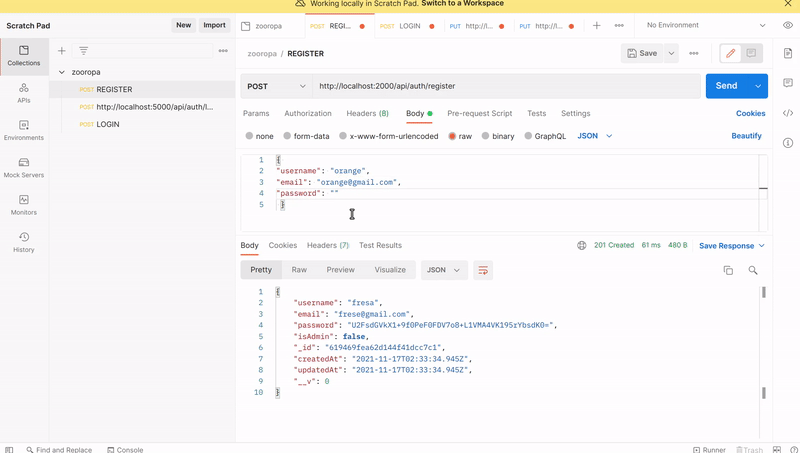 Working locally in Scratch Pad. Switch to a Workspace
Scratch Pad
New
Import
zooropa
POST REGI...
POST LOGIN
PUT http://l...
PUT http://l...
No Environment
Collections
APIs
Environments
Mock Servers
Monitors
History
zooropa
POST REGISTER
POST http://localhost:5000/api/auth/l...
POST LOGIN
zooropa / REGISTER
Save
POST http://localhost:2000/api/auth/register
Send
Params Authorization Headers (8) Body Pre-request Script Tests Settings Cookies
none form-data x-www-form-urlencoded raw binary GraphQL JSON Beautify
1 {
2 "username": "orange",
3 "email": "orange@gmail.com",
4 "password": ""
5 }
Body Cookies Headers (7) Test Results 201 Created 61 ms 480 B Save Response
Pretty Raw Preview Visualize JSON
1 {
2 "username": "fresa",
3 "email": "frese@gmail.com",
4 "password": "U2FsdGVkX1+9f0PeF0FDV7o8+L1VMA4VK195rYbsdK0=",
5 "isAdmin": false,
6 "_id": "619469fea62d144f41dcc7c1",
7 "createdAt": "2021-11-17T02:33:34.945Z",
8 "updatedAt": "2021-11-17T02:33:34.945Z",
9 "__v": 0
10 }
Find and Replace Console Runner Trash